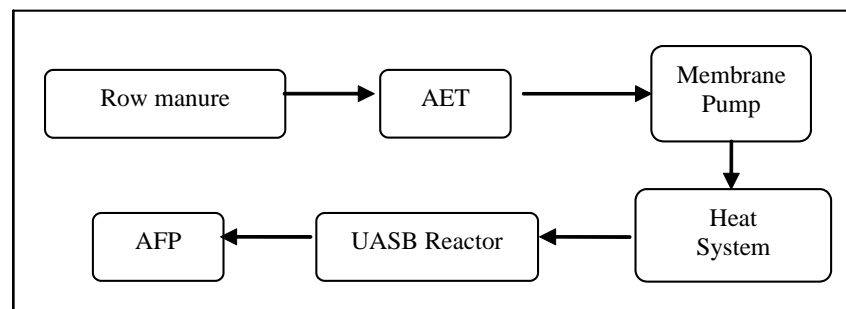 Row manure
AET
Membrane
Pump
Heat
System
UASB Reactor
AFP